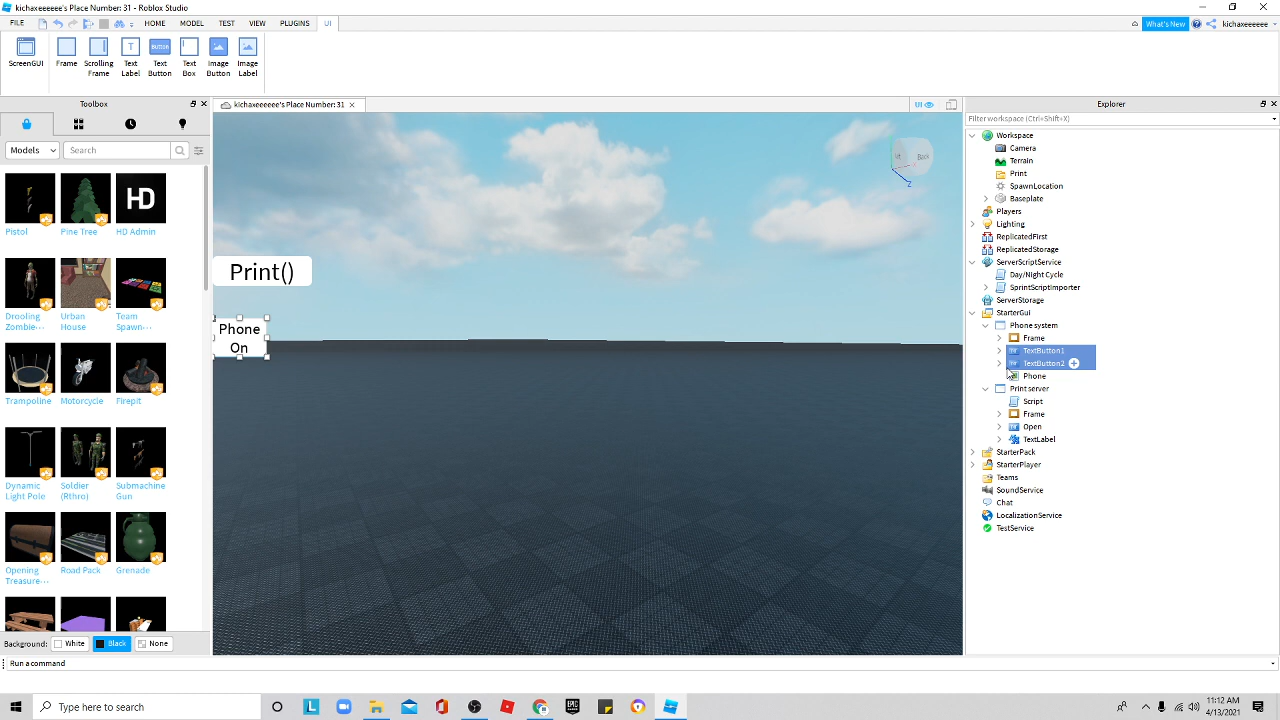 kichaxeeeeee's Place Number: 31 - Roblox Studio
FILE HOME MODEL TEST VIEW PLUGINS UI What's New kichaxeeeeee
ScreenGUI Frame Scrolling Frame Text Label Button Text Button Text Box Image Button Image Label
Toolbox
kichaxeeeeee's Place Number: 31
UI
Explorer
Models
Search
Filter workspace (Ctrl+Shift+X)
HD
Pistol Pine Tree HD Admin
Drooling Zombie... Urban House Team Spawn...
Trampoline Motorcycle Firepit
Dynamic Light Pole Soldier (Rthro) Submachine Gun
Opening Treasure... Road Pack Grenade
Background: White Black None
Back
Print()
Phone
On
Workspace
Camera
Terrain
Print
SpawnLocation
Baseplate
Players
Lighting
ReplicatedFirst
ReplicatedStorage
ServerScriptService
Day/Night Cycle
SprintScriptImporter
ServerStorage
StarterGui
Phone system
Frame
TextButton1
TextButton2
Phone
Print server
Script
Frame
Open
TextLabel
StarterPack
StarterPlayer
Teams
SoundService
Chat
LocalizationService
TestService
Run a command
Type here to search
11:12 AM
4/13/2021